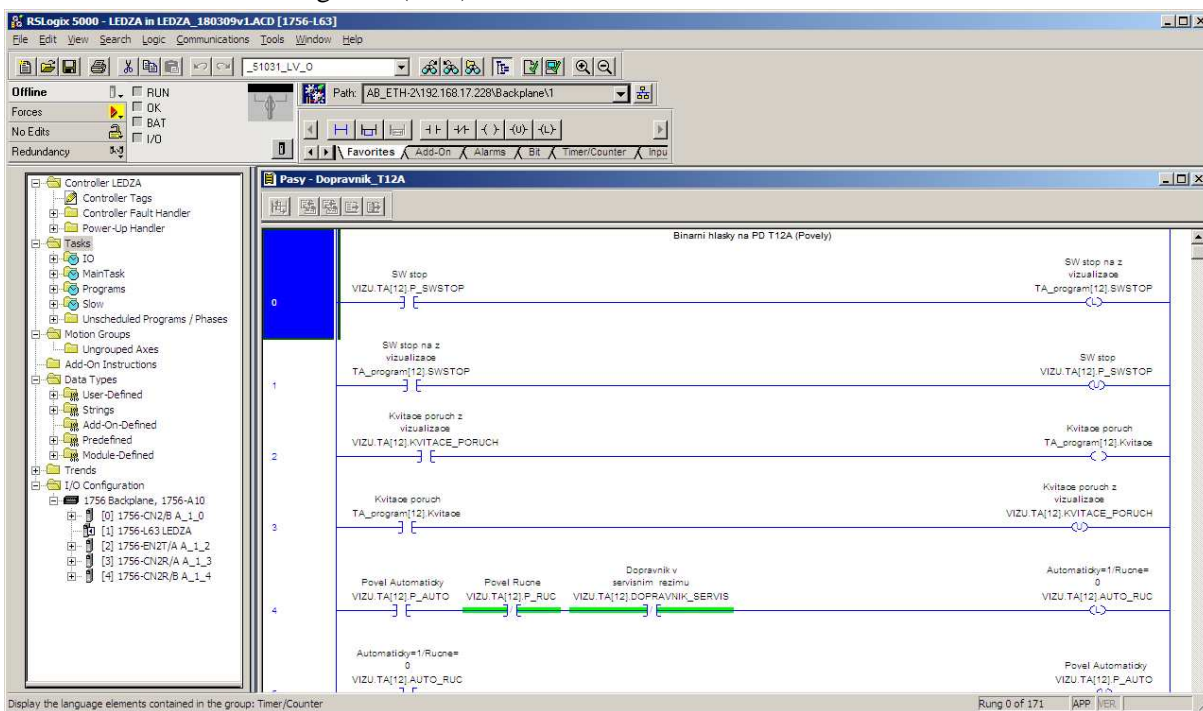 RSLogix 5000 - LEDZA in LEDZA_180309v1.ACD [1756-L63]
File Edit View Search Logic Communications Tools Window Help
_51031_LV_O
Offline
RUN
Path: AB_ETH-2\192.168.17.228\Backplane\1
Forces
OK
No Edits
BAT
Redundancy
I/O
Favorites Add-On Alarms Bit Timer/Counter Inpu
Controller LEDZA
Controller Tags
Controller Fault Handler
Power-Up Handler
Tasks
IO
MainTask
Programs
Slow
Unscheduled Programs / Phases
Motion Groups
Ungrouped Axes
Add-On Instructions
Data Types
User-Defined
Strings
Add-On-Defined
Predefined
Module-Defined
Trends
I/O Configuration
1756 Backplane, 1756-A10
[0] 1756-CN2/B A_1_0
[1] 1756-L63 LEDZA
[2] 1756-EN2T/A A_1_2
[3] 1756-CN2R/A A_1_3
[4] 1756-CN2R/B A_1_4
Pasy - Dopravnik_T12A
Binarni hlasky na PD T12A (Povely)
0
SW stop
VIZU.TA[12].P_SWSTOP
SW stop na z
vizualizace
TA_program[12].SWSTOP
L
1
SW stop na z
vizualizace
TA_program[12].SWSTOP
SW stop
VIZU.TA[12].P_SWSTOP
U
2
Kvitace poruch z
vizualizace
VIZU.TA[12].KVITACE_PORUCH
Kvitace poruch
TA_program[12].Kvitace
3
Kvitace poruch
TA_program[12].Kvitace
Kvitace poruch z
vizualizace
VIZU.TA[12].KVITACE_PORUCH
U
4
Povel Automaticky
VIZU.TA[12].P_AUTO
Povel Rucne
VIZU.TA[12].P_RUC
Dopravnik v
servisnim rezimu
VIZU.TA[12].DOPRAVNIK_SERVIS
Automaticky=1/Rucne=
0
VIZU.TA[12].AUTO_RUC
L
Automaticky=1/Rucne=
0
VIZU.TA[12].AUTO_RUC
Povel Automaticky
VIZU.TA[12].P_AUTO
Display the language elements contained in the group: Timer/Counter
Rung 0 of 171
APP
VER